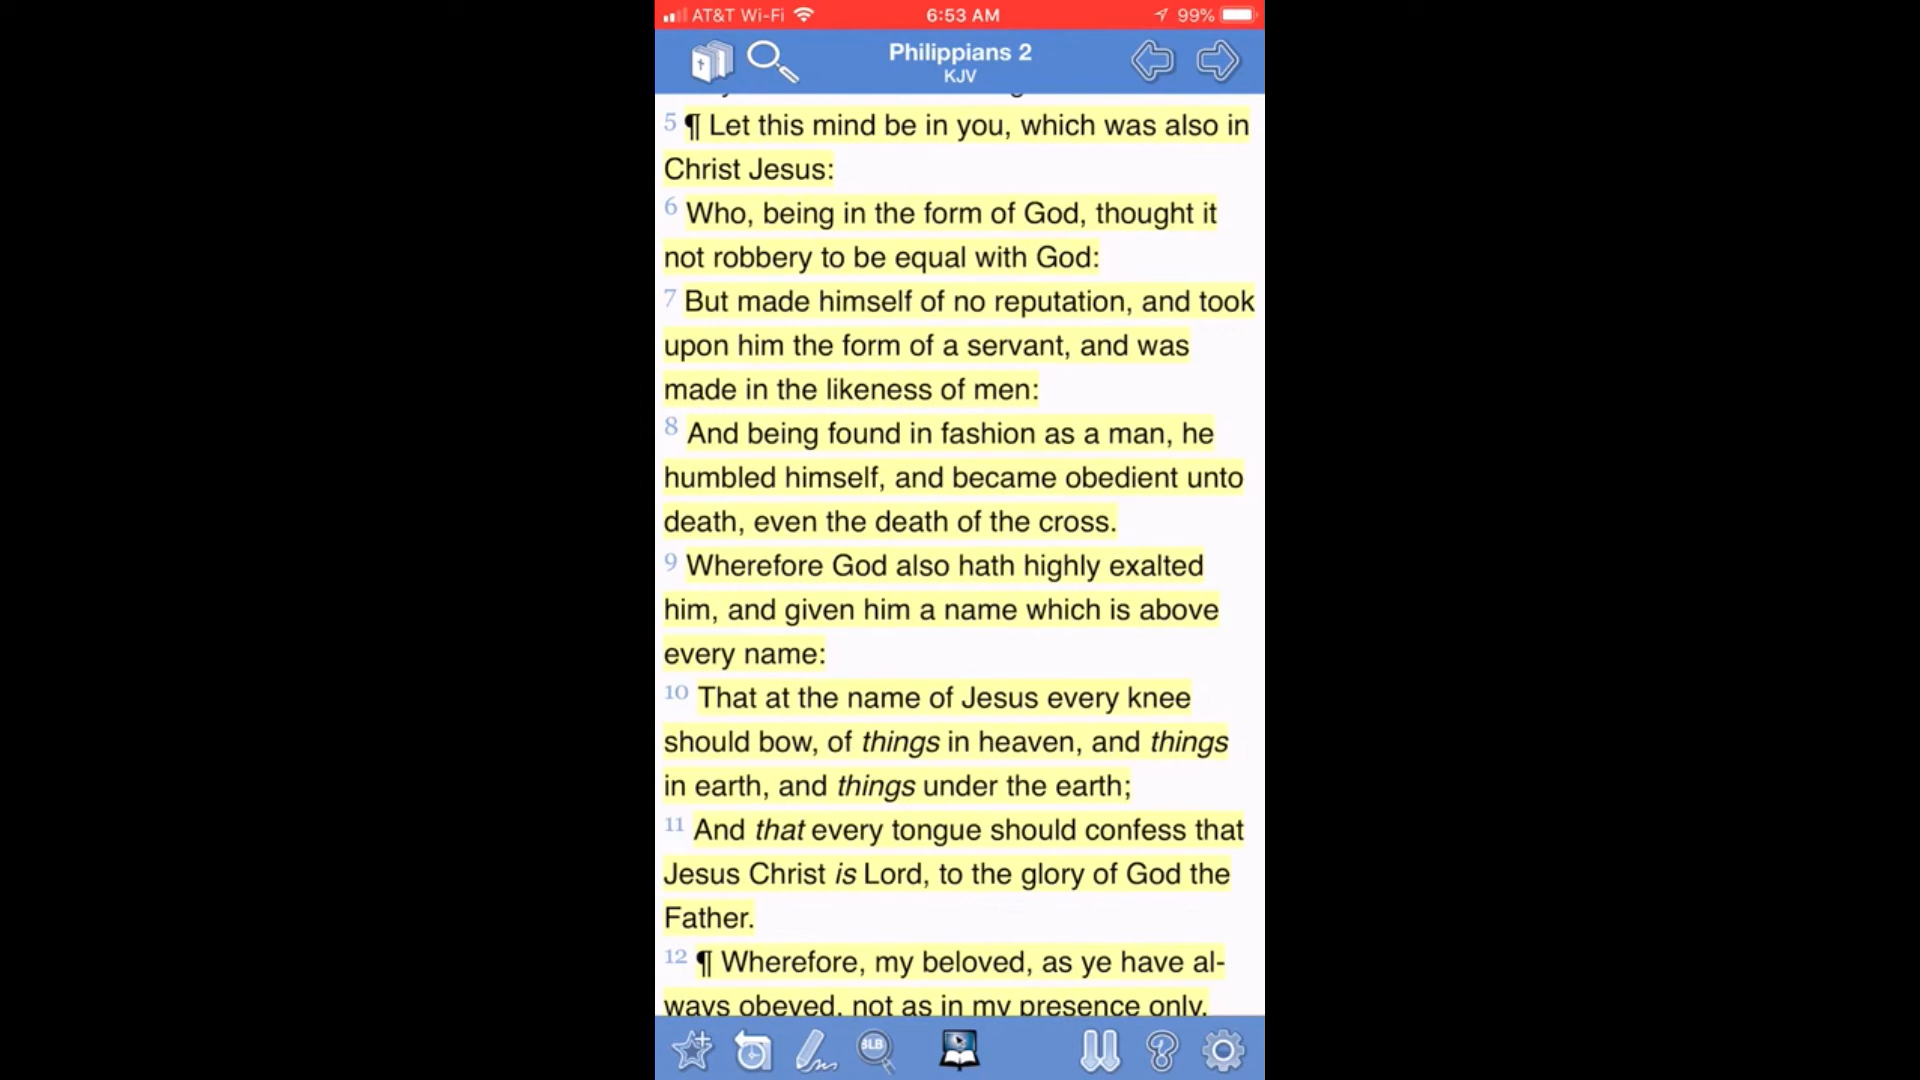 AT&T Wi-Fi 6:53 AM 99%
Philippians 2
KJV
5 ¶ Let this mind be in you, which was also in
Christ Jesus:
6 Who, being in the form of God, thought it
not robbery to be equal with God:
7 But made himself of no reputation, and took
upon him the form of a servant, and was
made in the likeness of men:
8 And being found in fashion as a man, he
humbled himself, and became obedient unto
death, even the death of the cross.
9 Wherefore God also hath highly exalted
him, and given him a name which is above
every name:
10 That at the name of Jesus every knee
should bow, of things in heaven, and things
in earth, and things under the earth;
11 And that every tongue should confess that
Jesus Christ is Lord, to the glory of God the
Father.
12 ¶ Wherefore, my beloved, as ye have al-
ways obeyed, not as in my presence only,
BLB